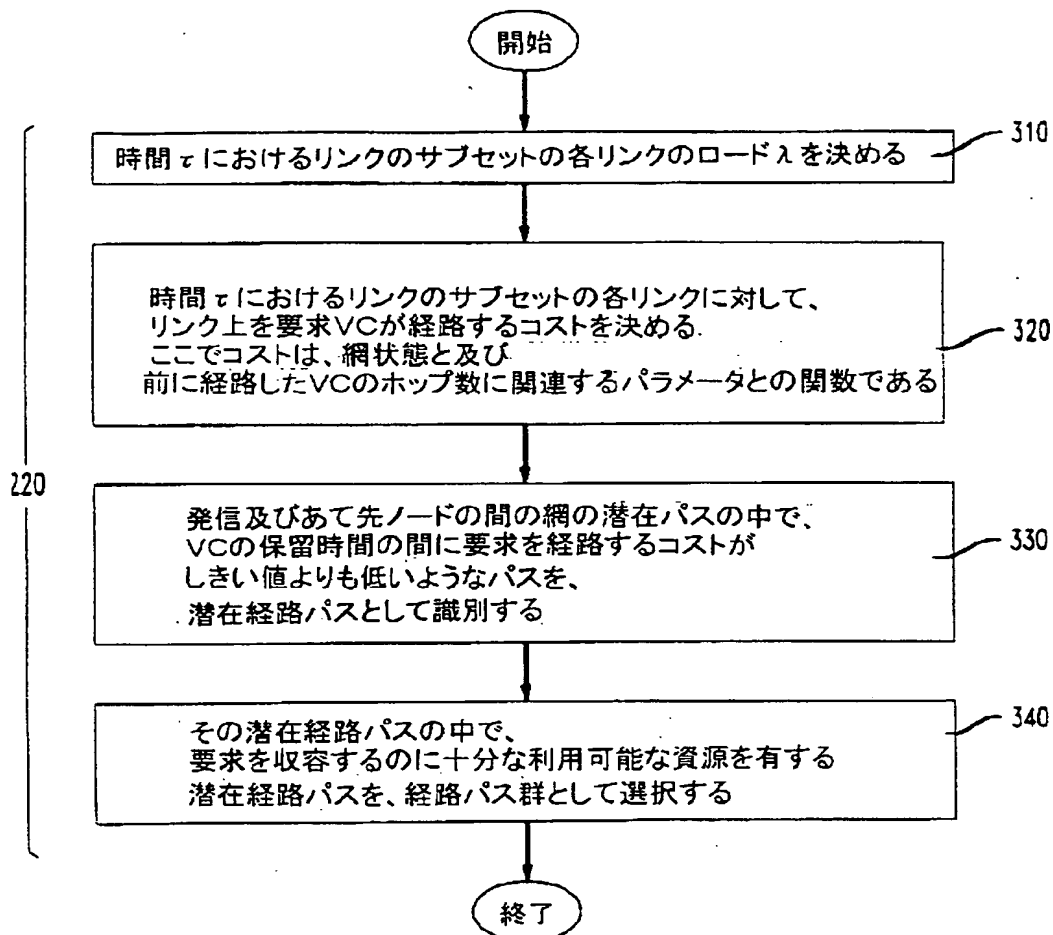 開始
310
時間τにおけるリンクのサブセットの各リンクのロードλを決める
時間τにおけるリンクのサブセットの各リンクに対して、
リンク上を要求VCが経路するコストを決める.
ここでコストは、網状態と及び
前に経路したVCのホップ数に関連するパラメータとの関数である
320
220
発信及びあて先ノードの間の網の潜在パスの中で、
VCの保留時間の間に要求を経路するコストが
しきい値よりも低いようなパスを、
潜在経路パスとして識別する
330
その潜在経路パスの中で、
要求を収容するのに十分な利用可能な資源を有する
潜在経路パスを、経路パス群として選択する
340
終了